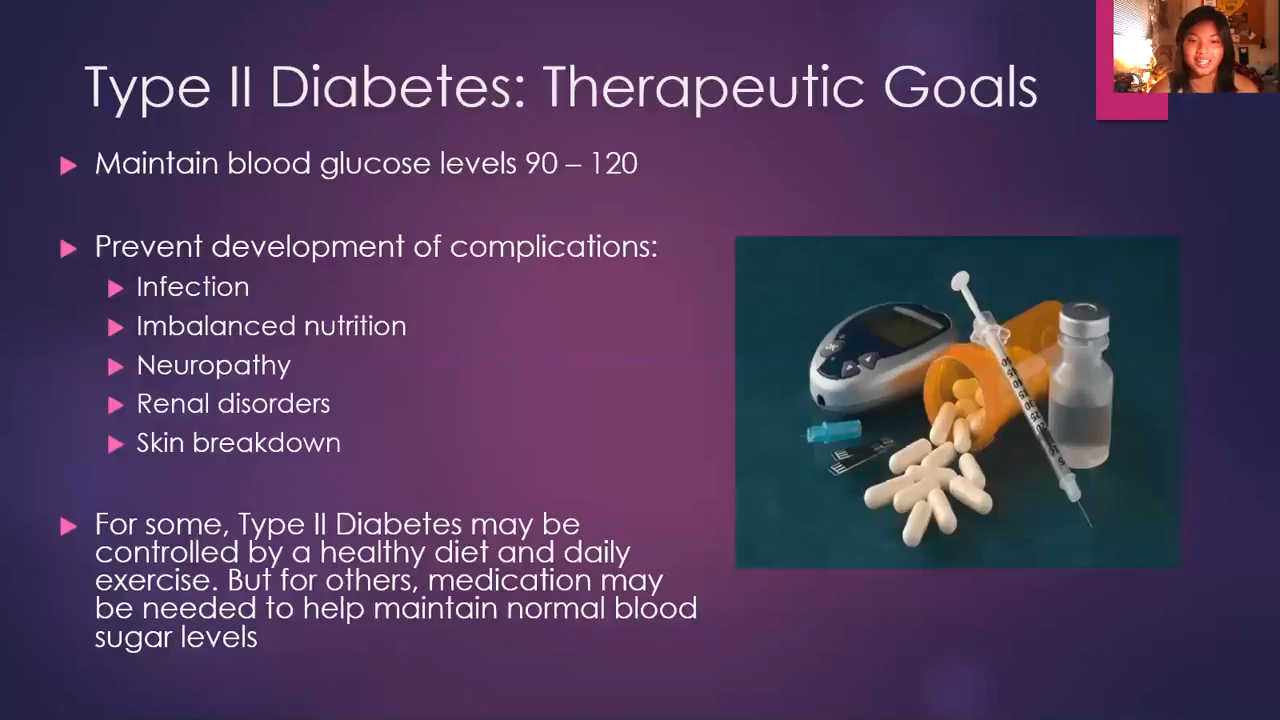 Type II Diabetes: Therapeutic Goals
Maintain blood glucose levels 90 – 120
Prevent development of complications:
Infection
Imbalanced nutrition
Neuropathy
Renal disorders
Skin breakdown
For some, Type II Diabetes may be
controlled by a healthy diet and daily
exercise. But for others, medication may
be needed to help maintain normal blood
sugar levels